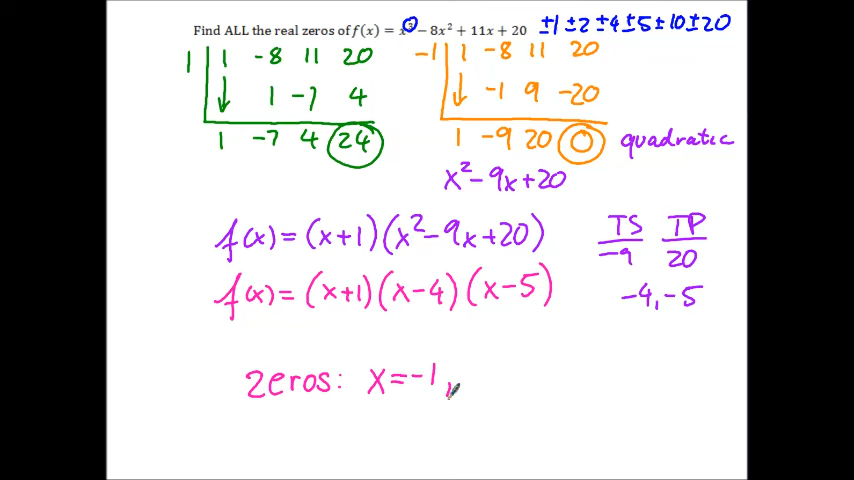 Find ALL the real zeros of f(x) = x³ − 8x² + 11x + 20 ±1 ±2 ±4 ±5 ±10 ±20
1 | 1 -8 11 20
1 -7 4
1 -7 4 24
-1 | 1 -8 11 20
-1 9 -20
1 -9 20 0 quadratic
x² - 9x + 20
f(x) = (x+1)(x² - 9x + 20)
TS TP
-9 20
-4, -5
f(x) = (x+1)(x-4)(x-5)
Zeros: x = -1,